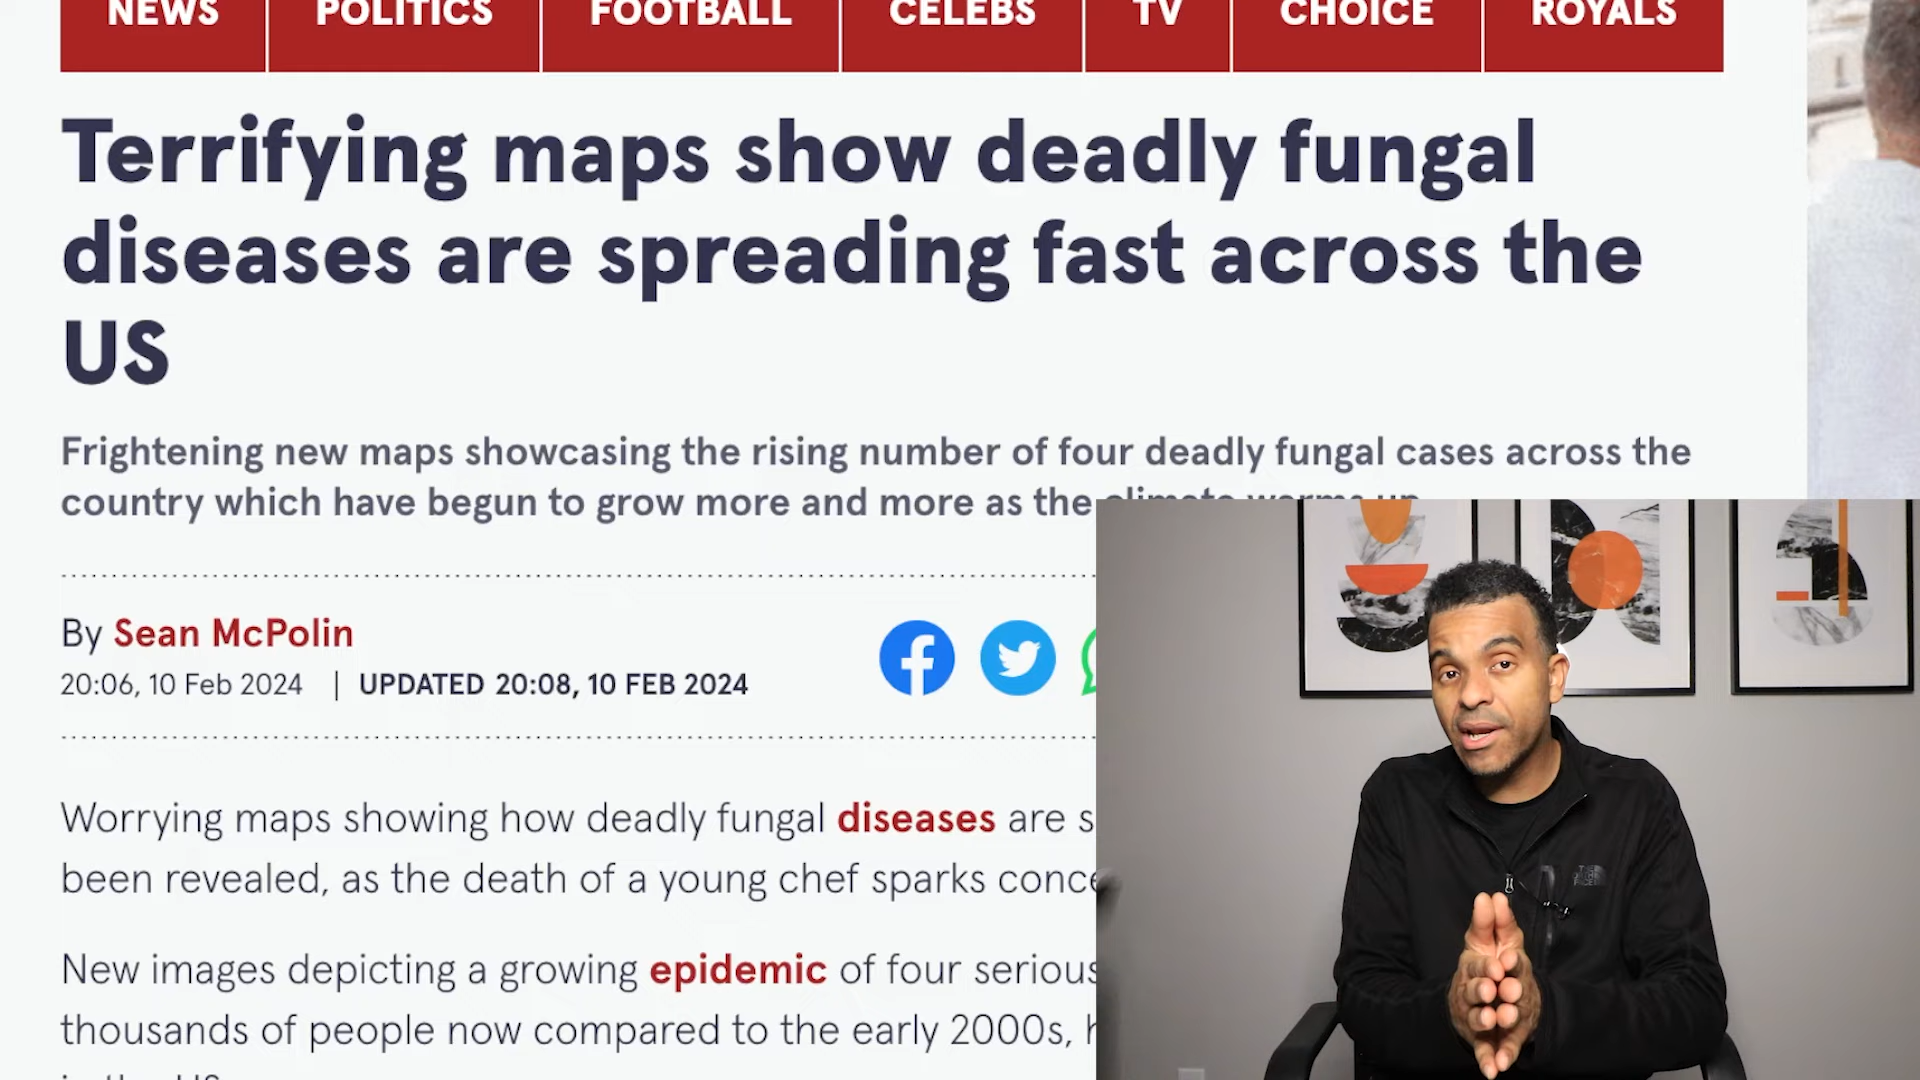 NEWS POLITICS FOOTBALL CELEBS TV CHOICE ROYALS
Terrifying maps show deadly fungal
diseases are spreading fast across the
US
Frightening new maps showcasing the rising number of four deadly fungal cases across the
country which have begun to grow more and more as the climate warms up
By Sean McPolin
20:06, 10 Feb 2024 | UPDATED 20:08, 10 FEB 2024
Worrying maps showing how deadly fungal diseases are s
been revealed, as the death of a young chef sparks conce
New images depicting a growing epidemic of four serious
thousands of people now compared to the early 2000s, h